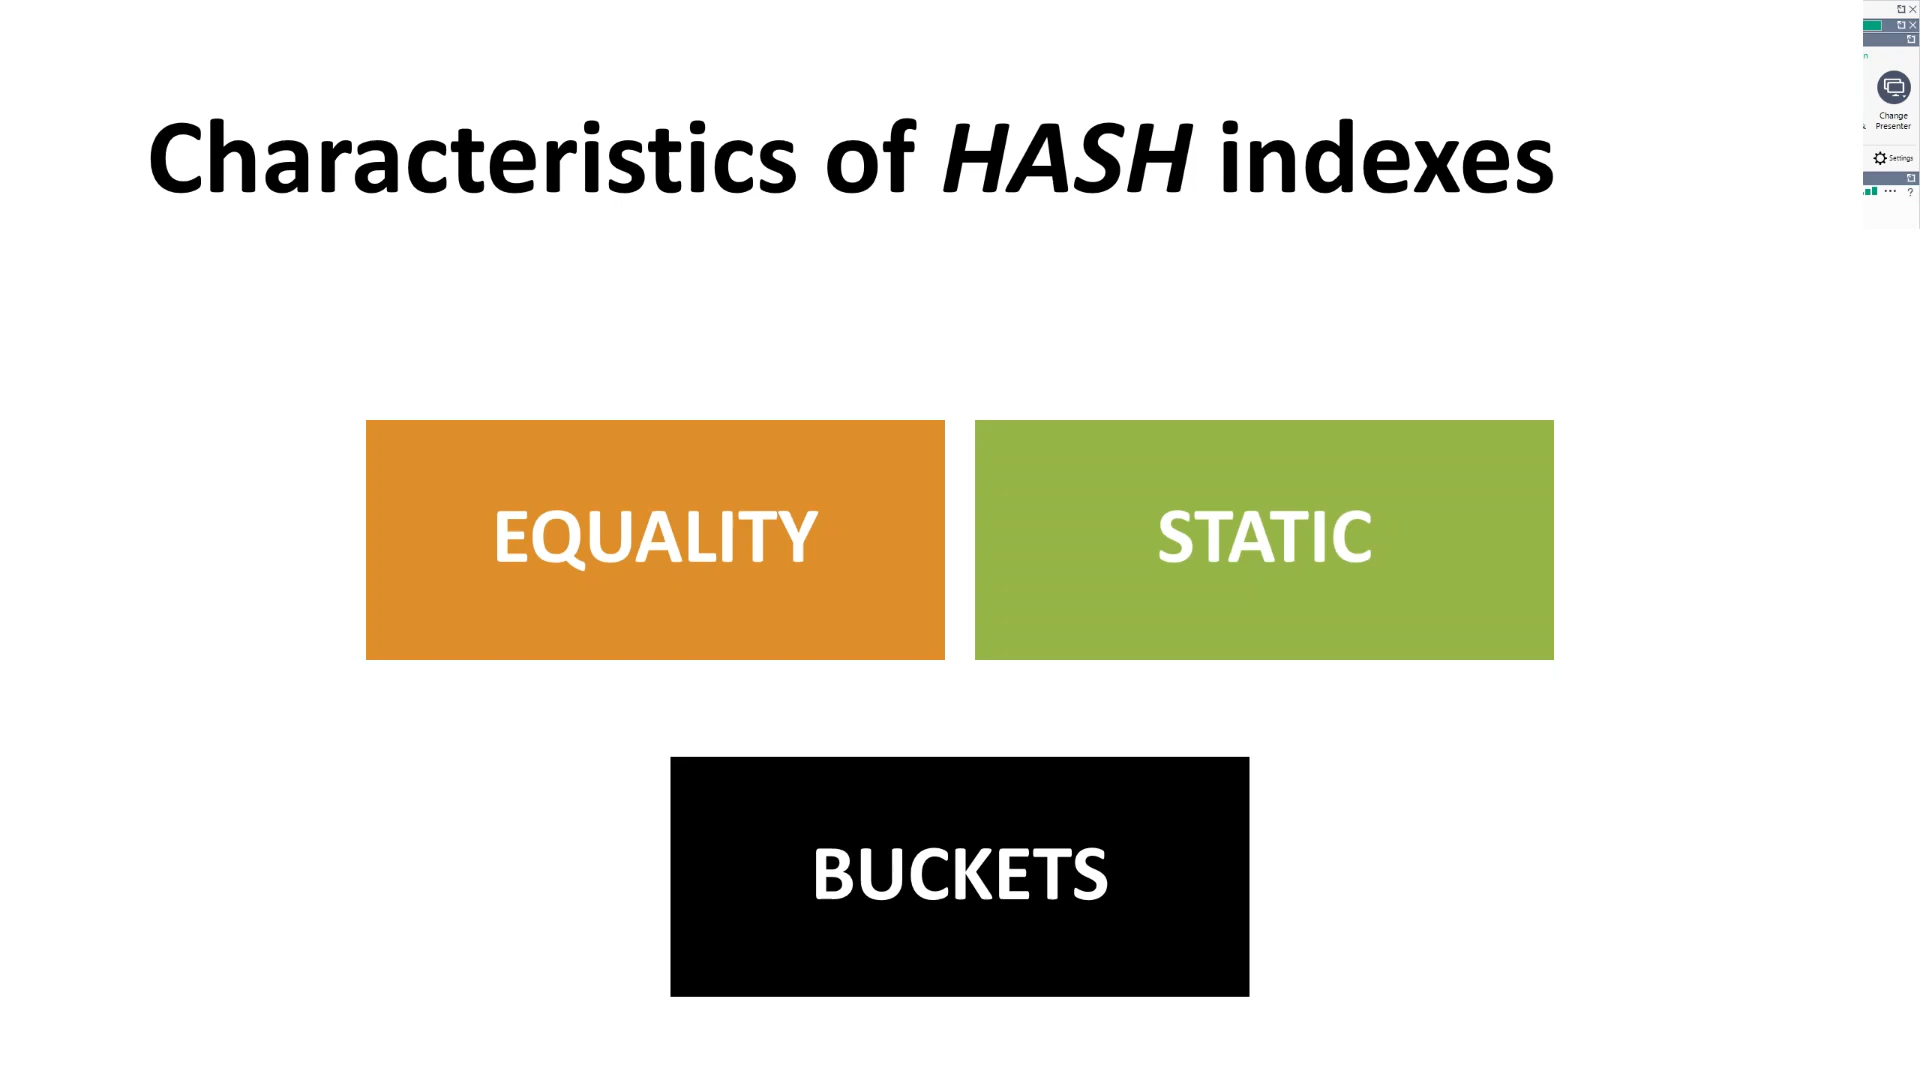 Characteristics of HASH indexes
EQUALITY
STATIC
BUCKETS
Change
Presenter
Settings
?